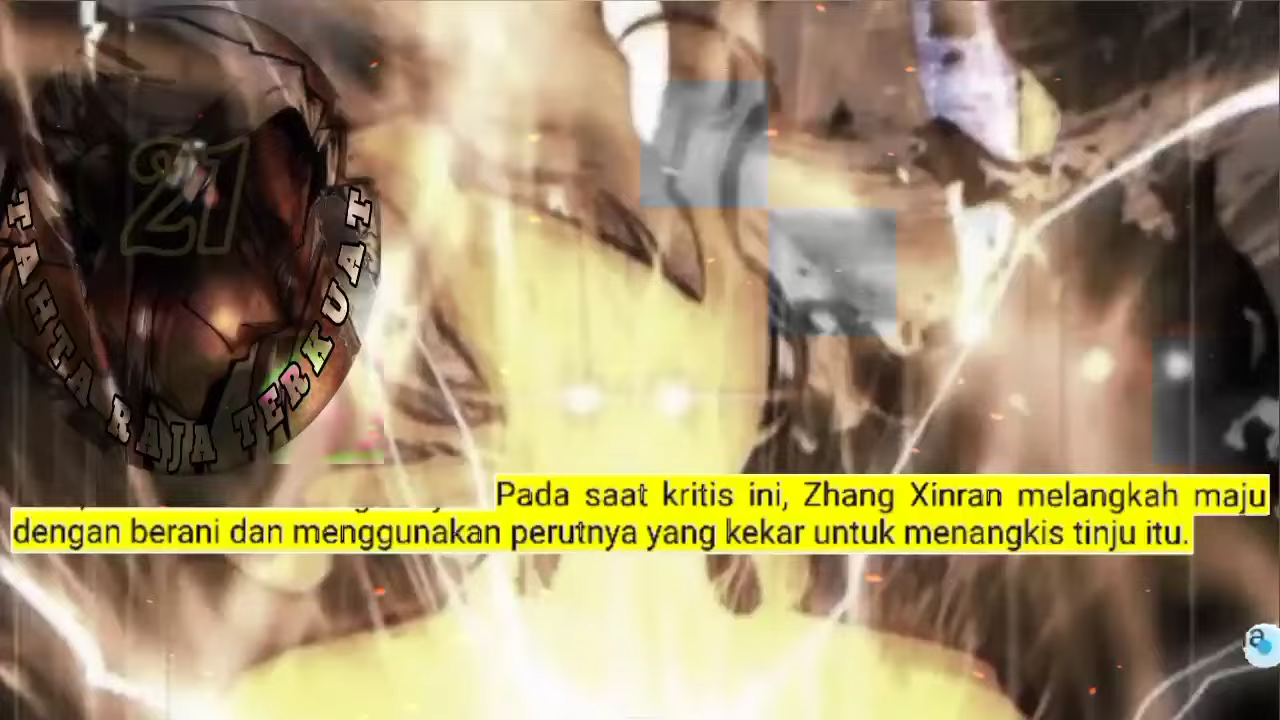 21
TAHTA RAJA TERKUAT
Pada saat kritis ini, Zhang Xinran melangkah maju
dengan berani dan menggunakan perutnya yang kekar untuk menangkis tinju itu.